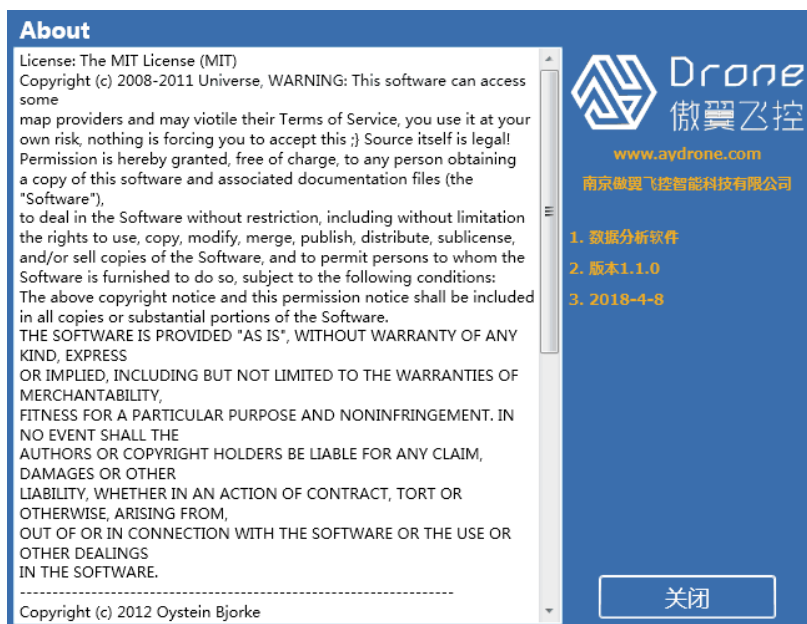 About
License: The MIT License (MIT)
Copyright (c) 2008-2011 Universe, WARNING: This software can access
some
map providers and may viotile their Terms of Service, you use it at your
own risk, nothing is forcing you to accept this ;} Source itself is legal!
Permission is hereby granted, free of charge, to any person obtaining
a copy of this software and associated documentation files (the
"Software"),
to deal in the Software without restriction, including without limitation
the rights to use, copy, modify, merge, publish, distribute, sublicense,
and/or sell copies of the Software, and to permit persons to whom the
Software is furnished to do so, subject to the following conditions:
The above copyright notice and this permission notice shall be included
in all copies or substantial portions of the Software.
THE SOFTWARE IS PROVIDED "AS IS", WITHOUT WARRANTY OF ANY
KIND, EXPRESS
OR IMPLIED, INCLUDING BUT NOT LIMITED TO THE WARRANTIES OF
MERCHANTABILITY,
FITNESS FOR A PARTICULAR PURPOSE AND NONINFRINGEMENT. IN
NO EVENT SHALL THE
AUTHORS OR COPYRIGHT HOLDERS BE LIABLE FOR ANY CLAIM,
DAMAGES OR OTHER
LIABILITY, WHETHER IN AN ACTION OF CONTRACT, TORT OR
OTHERWISE, ARISING FROM,
OUT OF OR IN CONNECTION WITH THE SOFTWARE OR THE USE OR
OTHER DEALINGS
IN THE SOFTWARE.
-------------------------------------------------------------------
Copyright (c) 2012 Oystein Bjorke
Drone
傲翼飞控
www.aydrone.com
南京傲翼飞控智能科技有限公司
1. 数据分析软件
2. 版本1.1.0
3. 2018-4-8
关闭